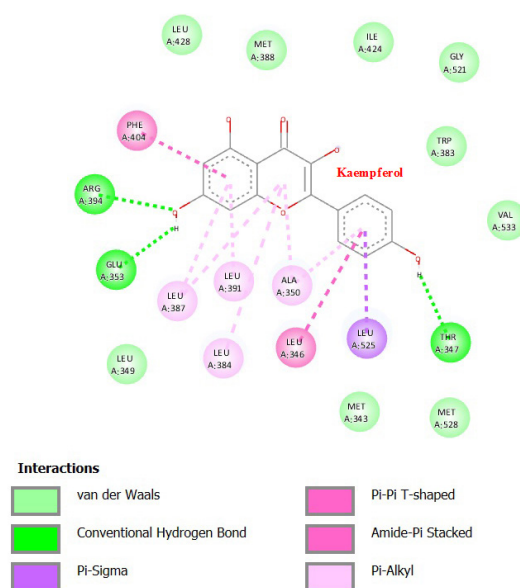 LEU
A:428
MET
A:388
ILE
A:424
GLY
A:521
PHE
A:404
TRP
A:383
Kaempferol
ARG
A:394
VAL
A:533
GLU
A:353
H
LEU
A:387
LEU
A:391
ALA
A:350
H
LEU
A:349
LEU
A:384
LEU
A:346
LEU
A:525
THR
A:347
MET
A:343
MET
A:528
Interactions
van der Waals
Pi-Pi T-shaped
Conventional Hydrogen Bond
Amide-Pi Stacked
Pi-Sigma
Pi-Alkyl